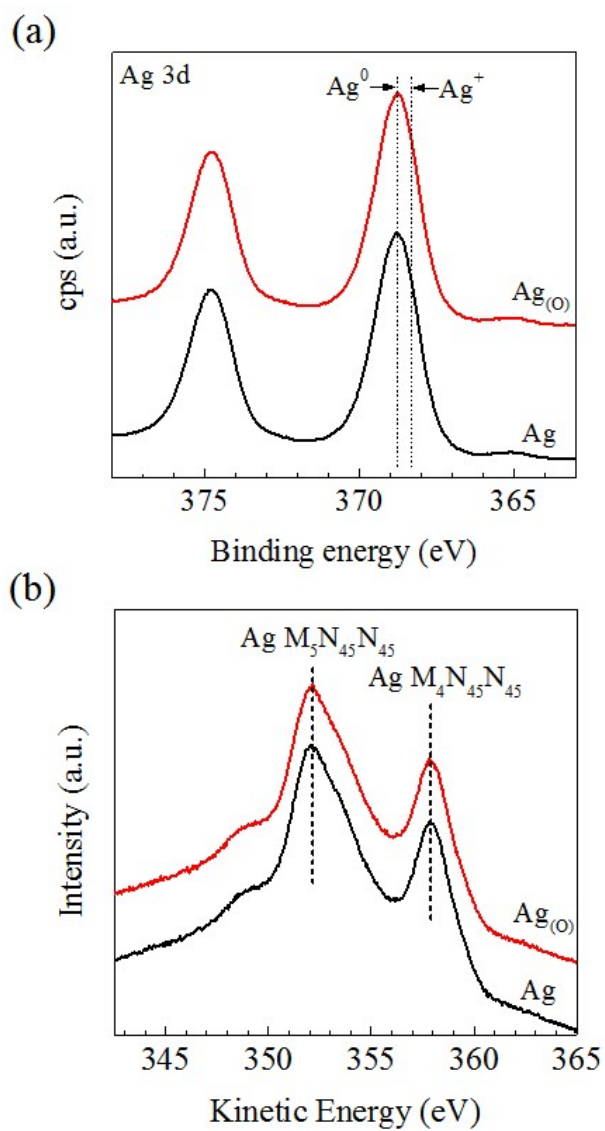 (a)
Ag 3d
Ag⁰
Ag⁺
cps (a.u.)
Ag₍O₎
Ag
375
370
365
Binding energy (eV)
(b)
Ag M₅N₄₅N₄₅
Ag M₄N₄₅N₄₅
Intensity (a.u.)
Ag₍O₎
Ag
345
350
355
360
365
Kinetic Energy (eV)